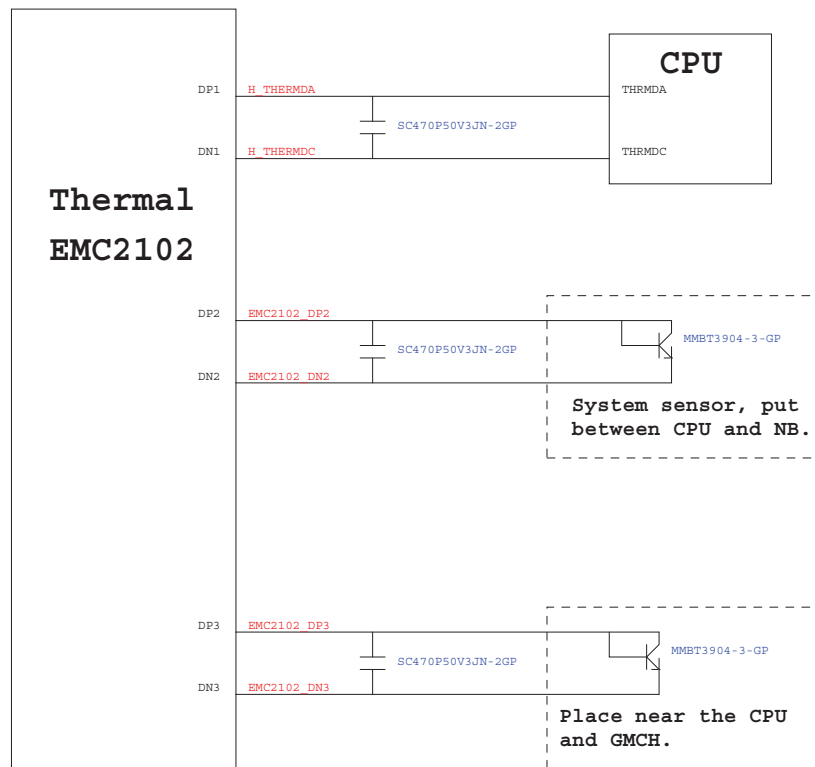 CPU
DP1 H_THERMDA THRMDA
SC470P50V3JN-2GP
DN1 H_THERMDC THRMDC
Thermal
EMC2102
DP2 EMC2102_DP2
MMBT3904-3-GP
SC470P50V3JN-2GP
DN2 EMC2102_DN2
System sensor, put
between CPU and NB.
DP3 EMC2102_DP3
MMBT3904-3-GP
SC470P50V3JN-2GP
DN3 EMC2102_DN3
Place near the CPU
and GMCH.